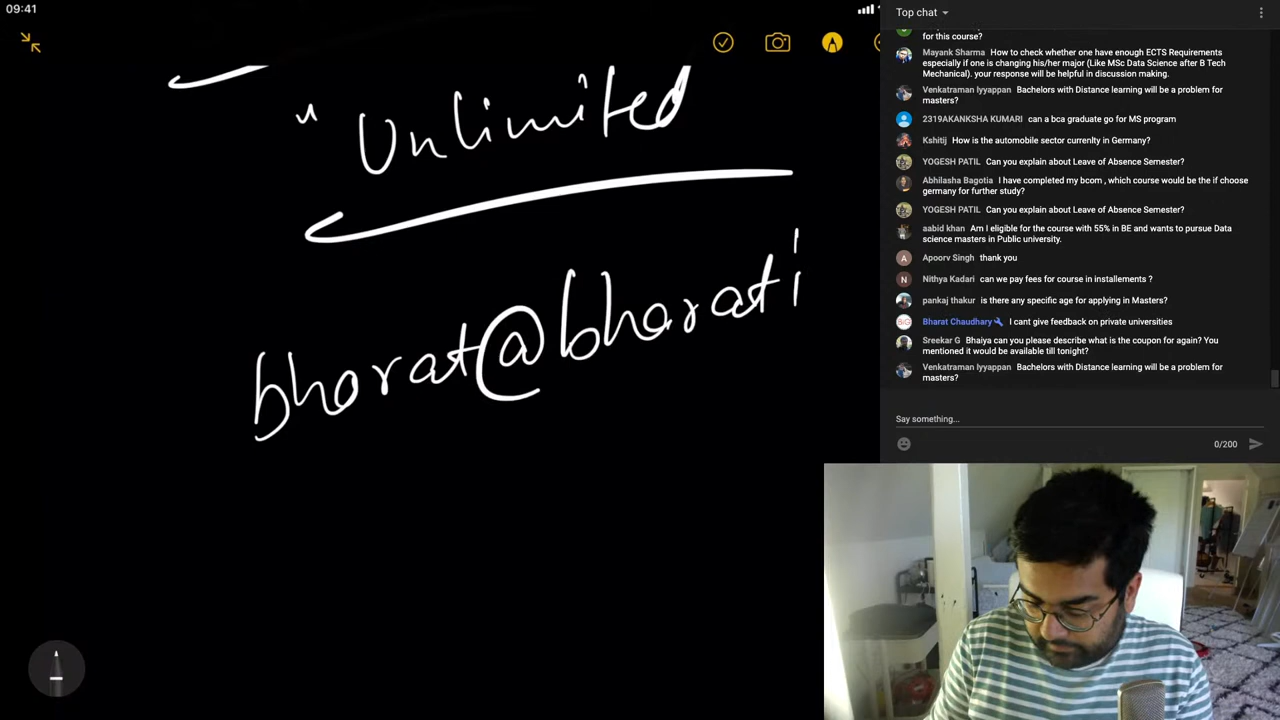 09:41
" Unlimited
bharat@bharati
Top chat
for this course?
Mayank Sharma How to check whether one have enough ECTS Requirements
especially if one is changing his/her major (Like MSc Data Science after B Tech
Mechanical). your response will be helpful in discussion making.
Venkatraman Iyyappan Bachelors with Distance learning will be a problem for
masters?
2319AKANKSHA KUMARI can a bca graduate go for MS program
Kshitij How is the automobile sector currenlty in Germany?
YOGESH PATIL Can you explain about Leave of Absence Semester?
Abhilasha Bagotia I have completed my bcom , which course would be the if choose
germany for further study?
YOGESH PATIL Can you explain about Leave of Absence Semester?
aabid khan Am I eligible for the course with 55% in BE and wants to pursue Data
science masters in Public university.
A Apoorv Singh thank you
N Nithya Kadari can we pay fees for course in installements ?
pankaj thakur is there any specific age for applying in Masters?
BIG Bharat Chaudhary I cant give feedback on private universities
Sreekar G Bhaiya can you please describe what is the coupon for again? You
mentioned it would be available till tonight?
Venkatraman Iyyappan Bachelors with Distance learning will be a problem for
masters?
Say something...
0/200